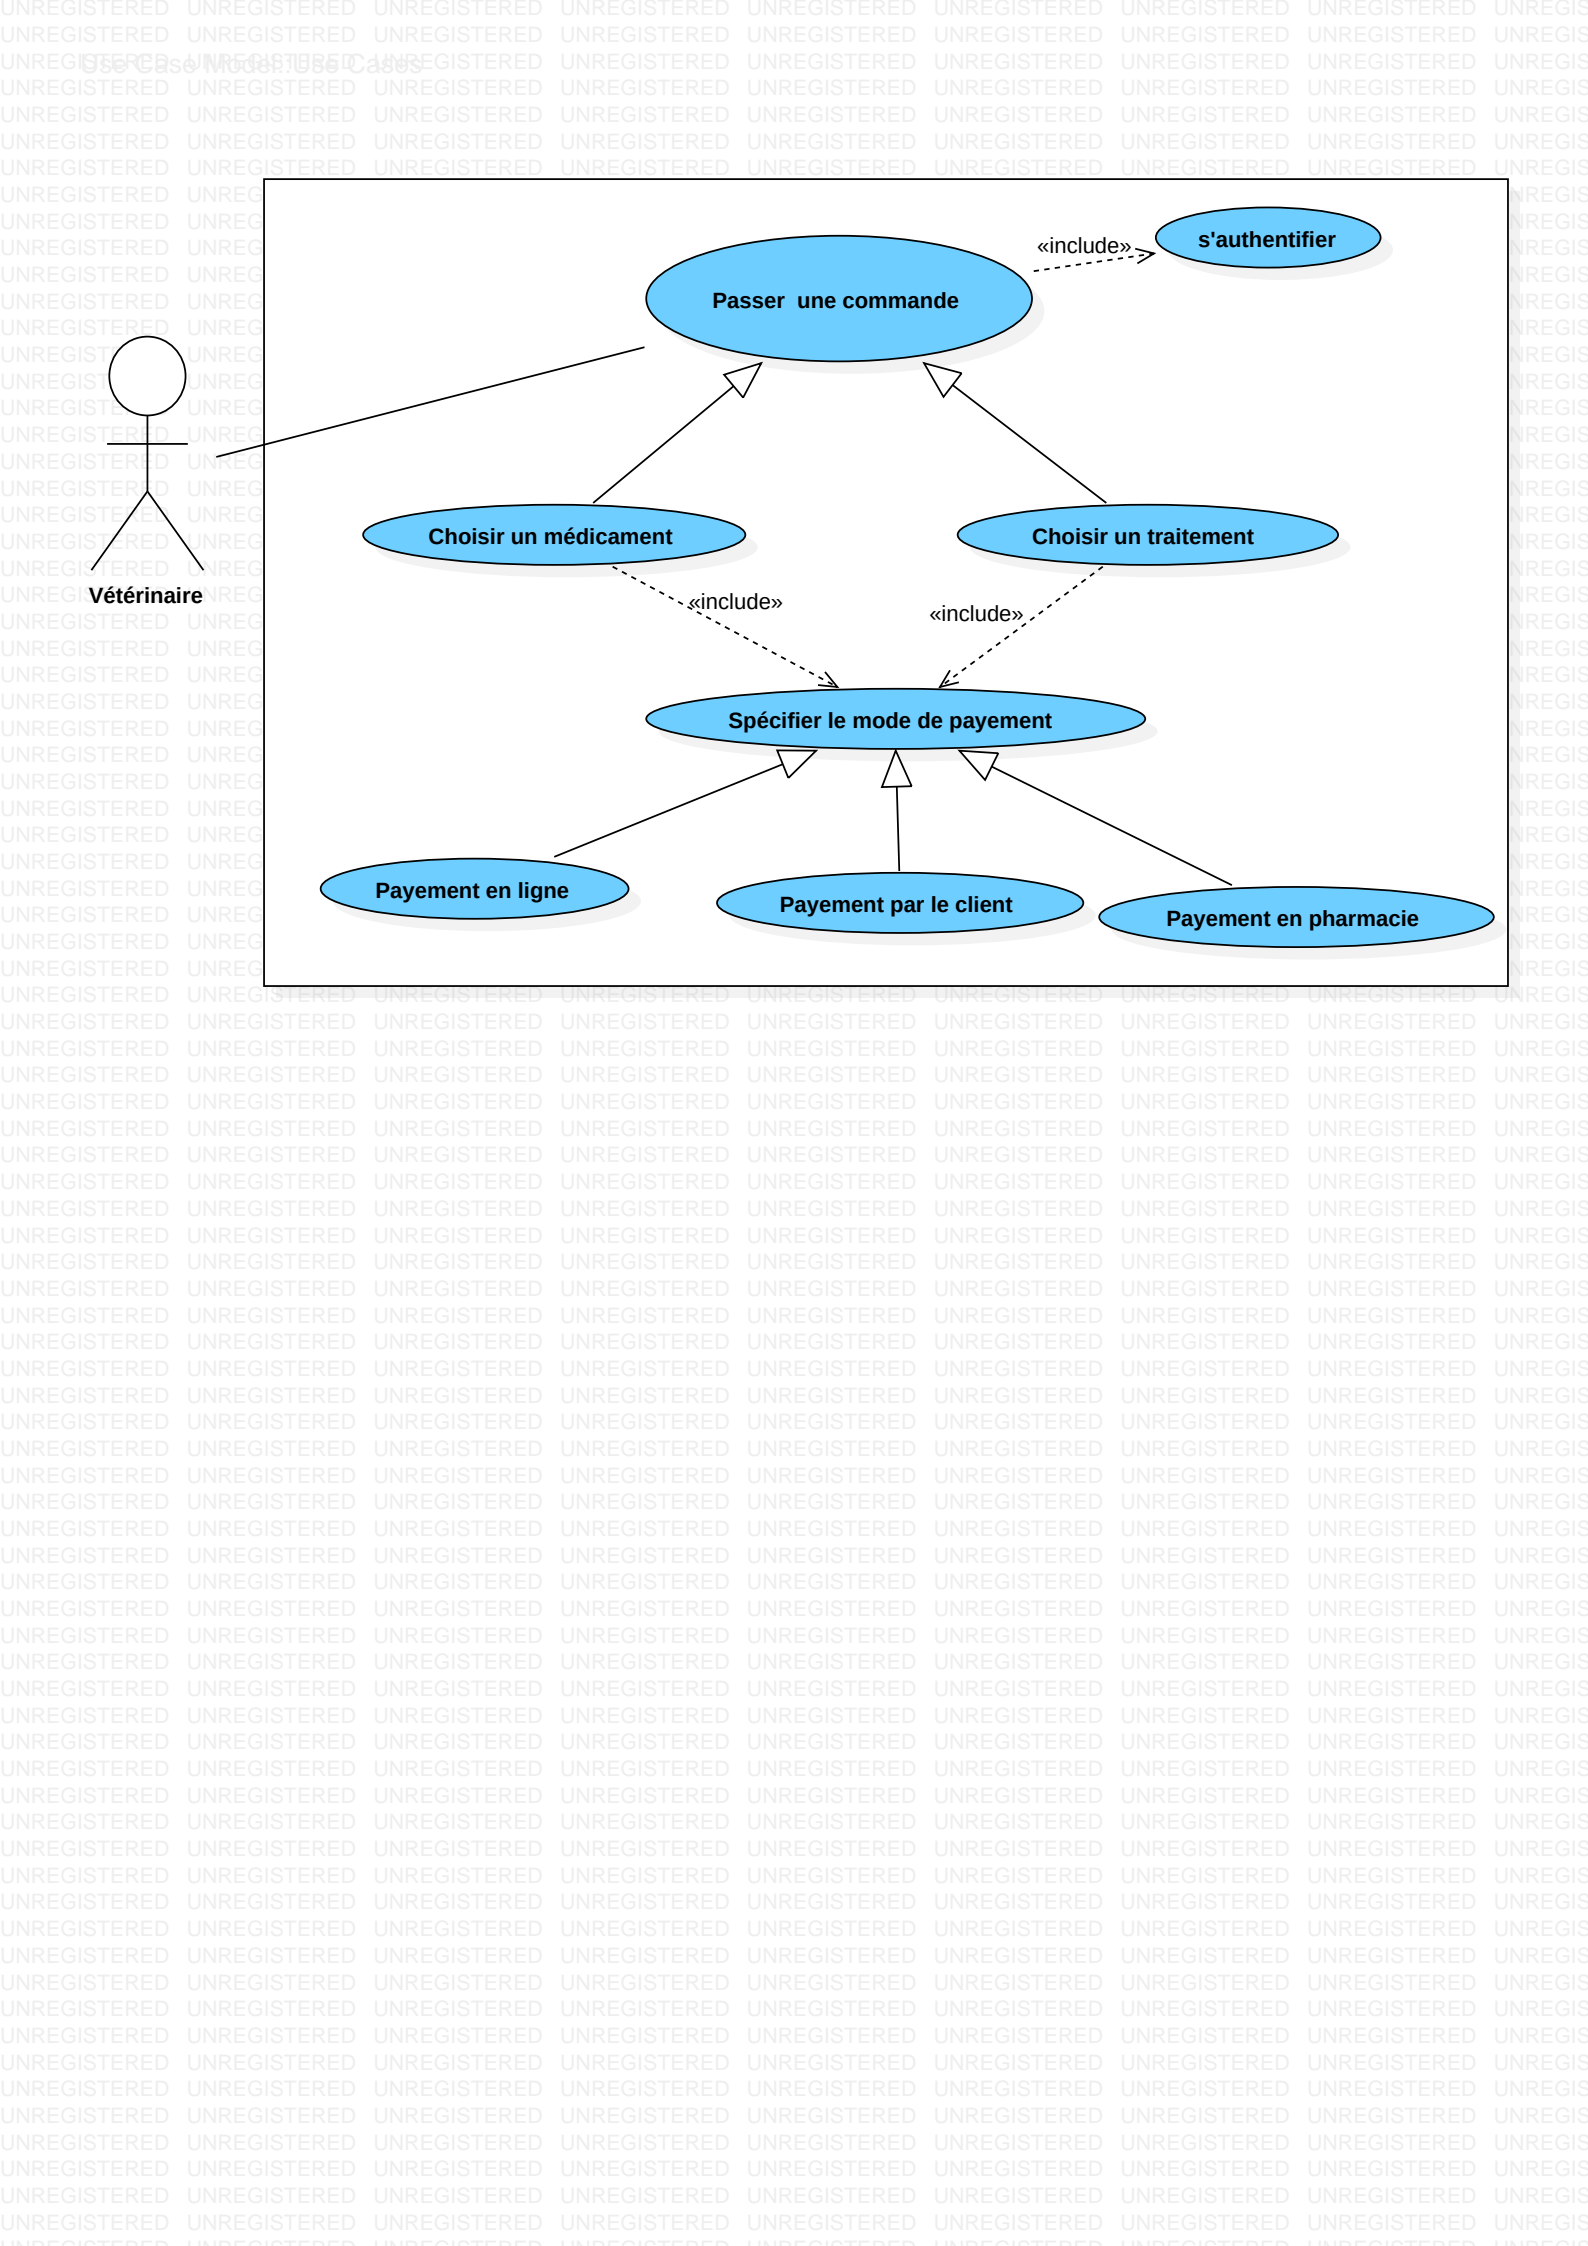 Use Case Model::Use Cases
«include»
s'authentifier
Passer  une commande
Choisir un médicament
Choisir un traitement
Vétérinaire
«include»
«include»
Spécifier le mode de payement
Payement en ligne
Payement par le client
Payement en pharmacie
UNREGISTERED